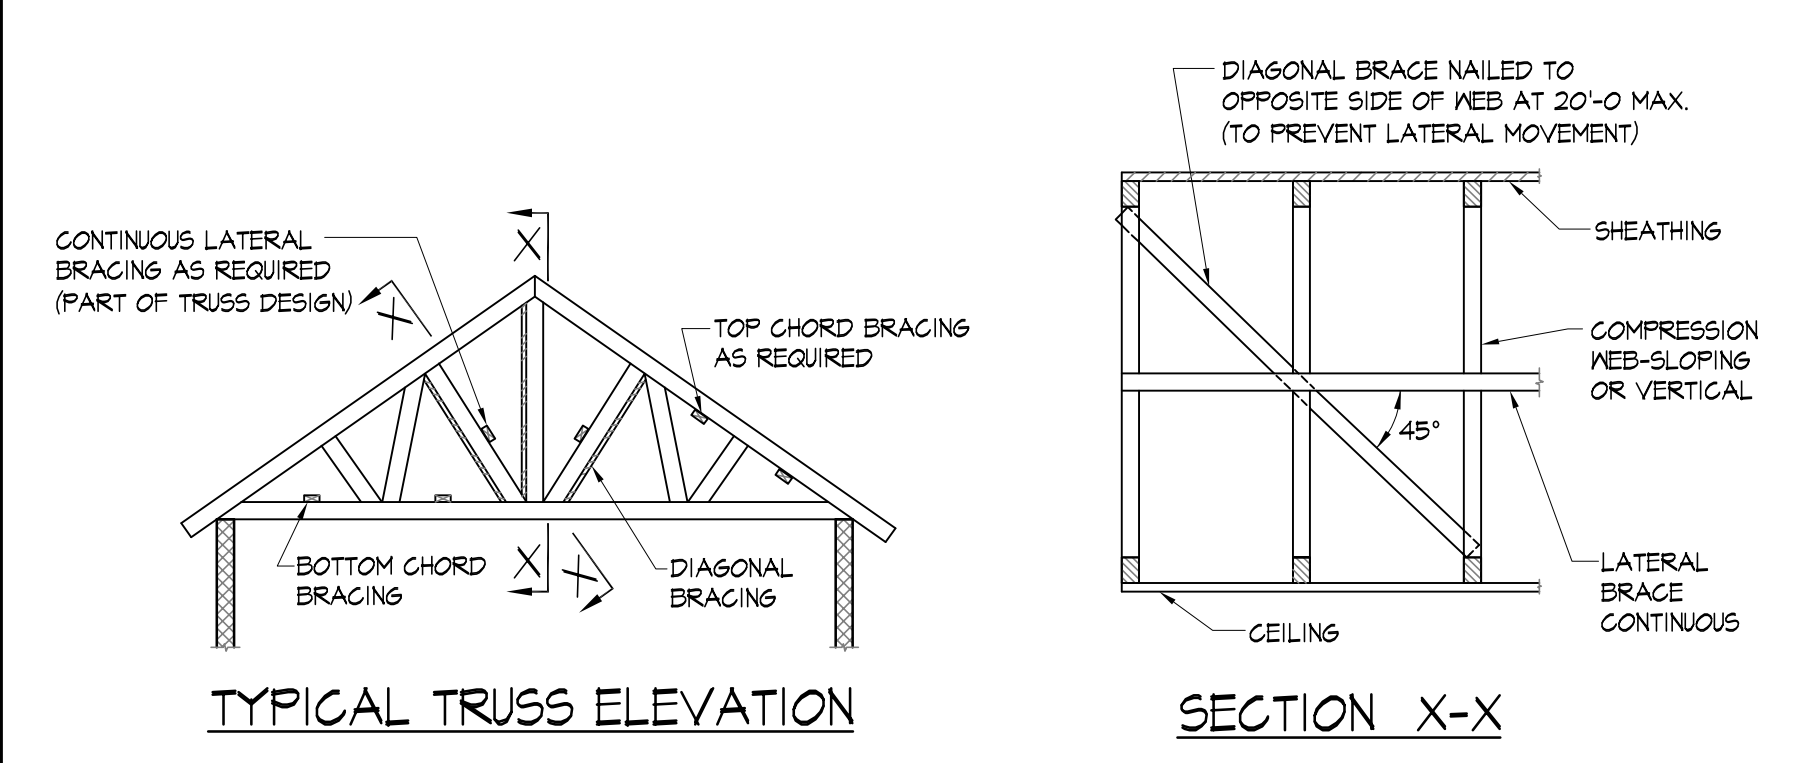 CONTINUOUS LATERAL
BRACING AS REQUIRED
(PART OF TRUSS DESIGN)
X
X
TOP CHORD BRACING
AS REQUIRED
BOTTOM CHORD
BRACING
X
X
DIAGONAL
BRACING
TYPICAL TRUSS ELEVATION
DIAGONAL BRACE NAILED TO
OPPOSITE SIDE OF WEB AT 20'-0 MAX.
(TO PREVENT LATERAL MOVEMENT)
SHEATHING
COMPRESSION
WEB-SLOPING
OR VERTICAL
45°
LATERAL
BRACE
CONTINUOUS
CEILING
SECTION X-X